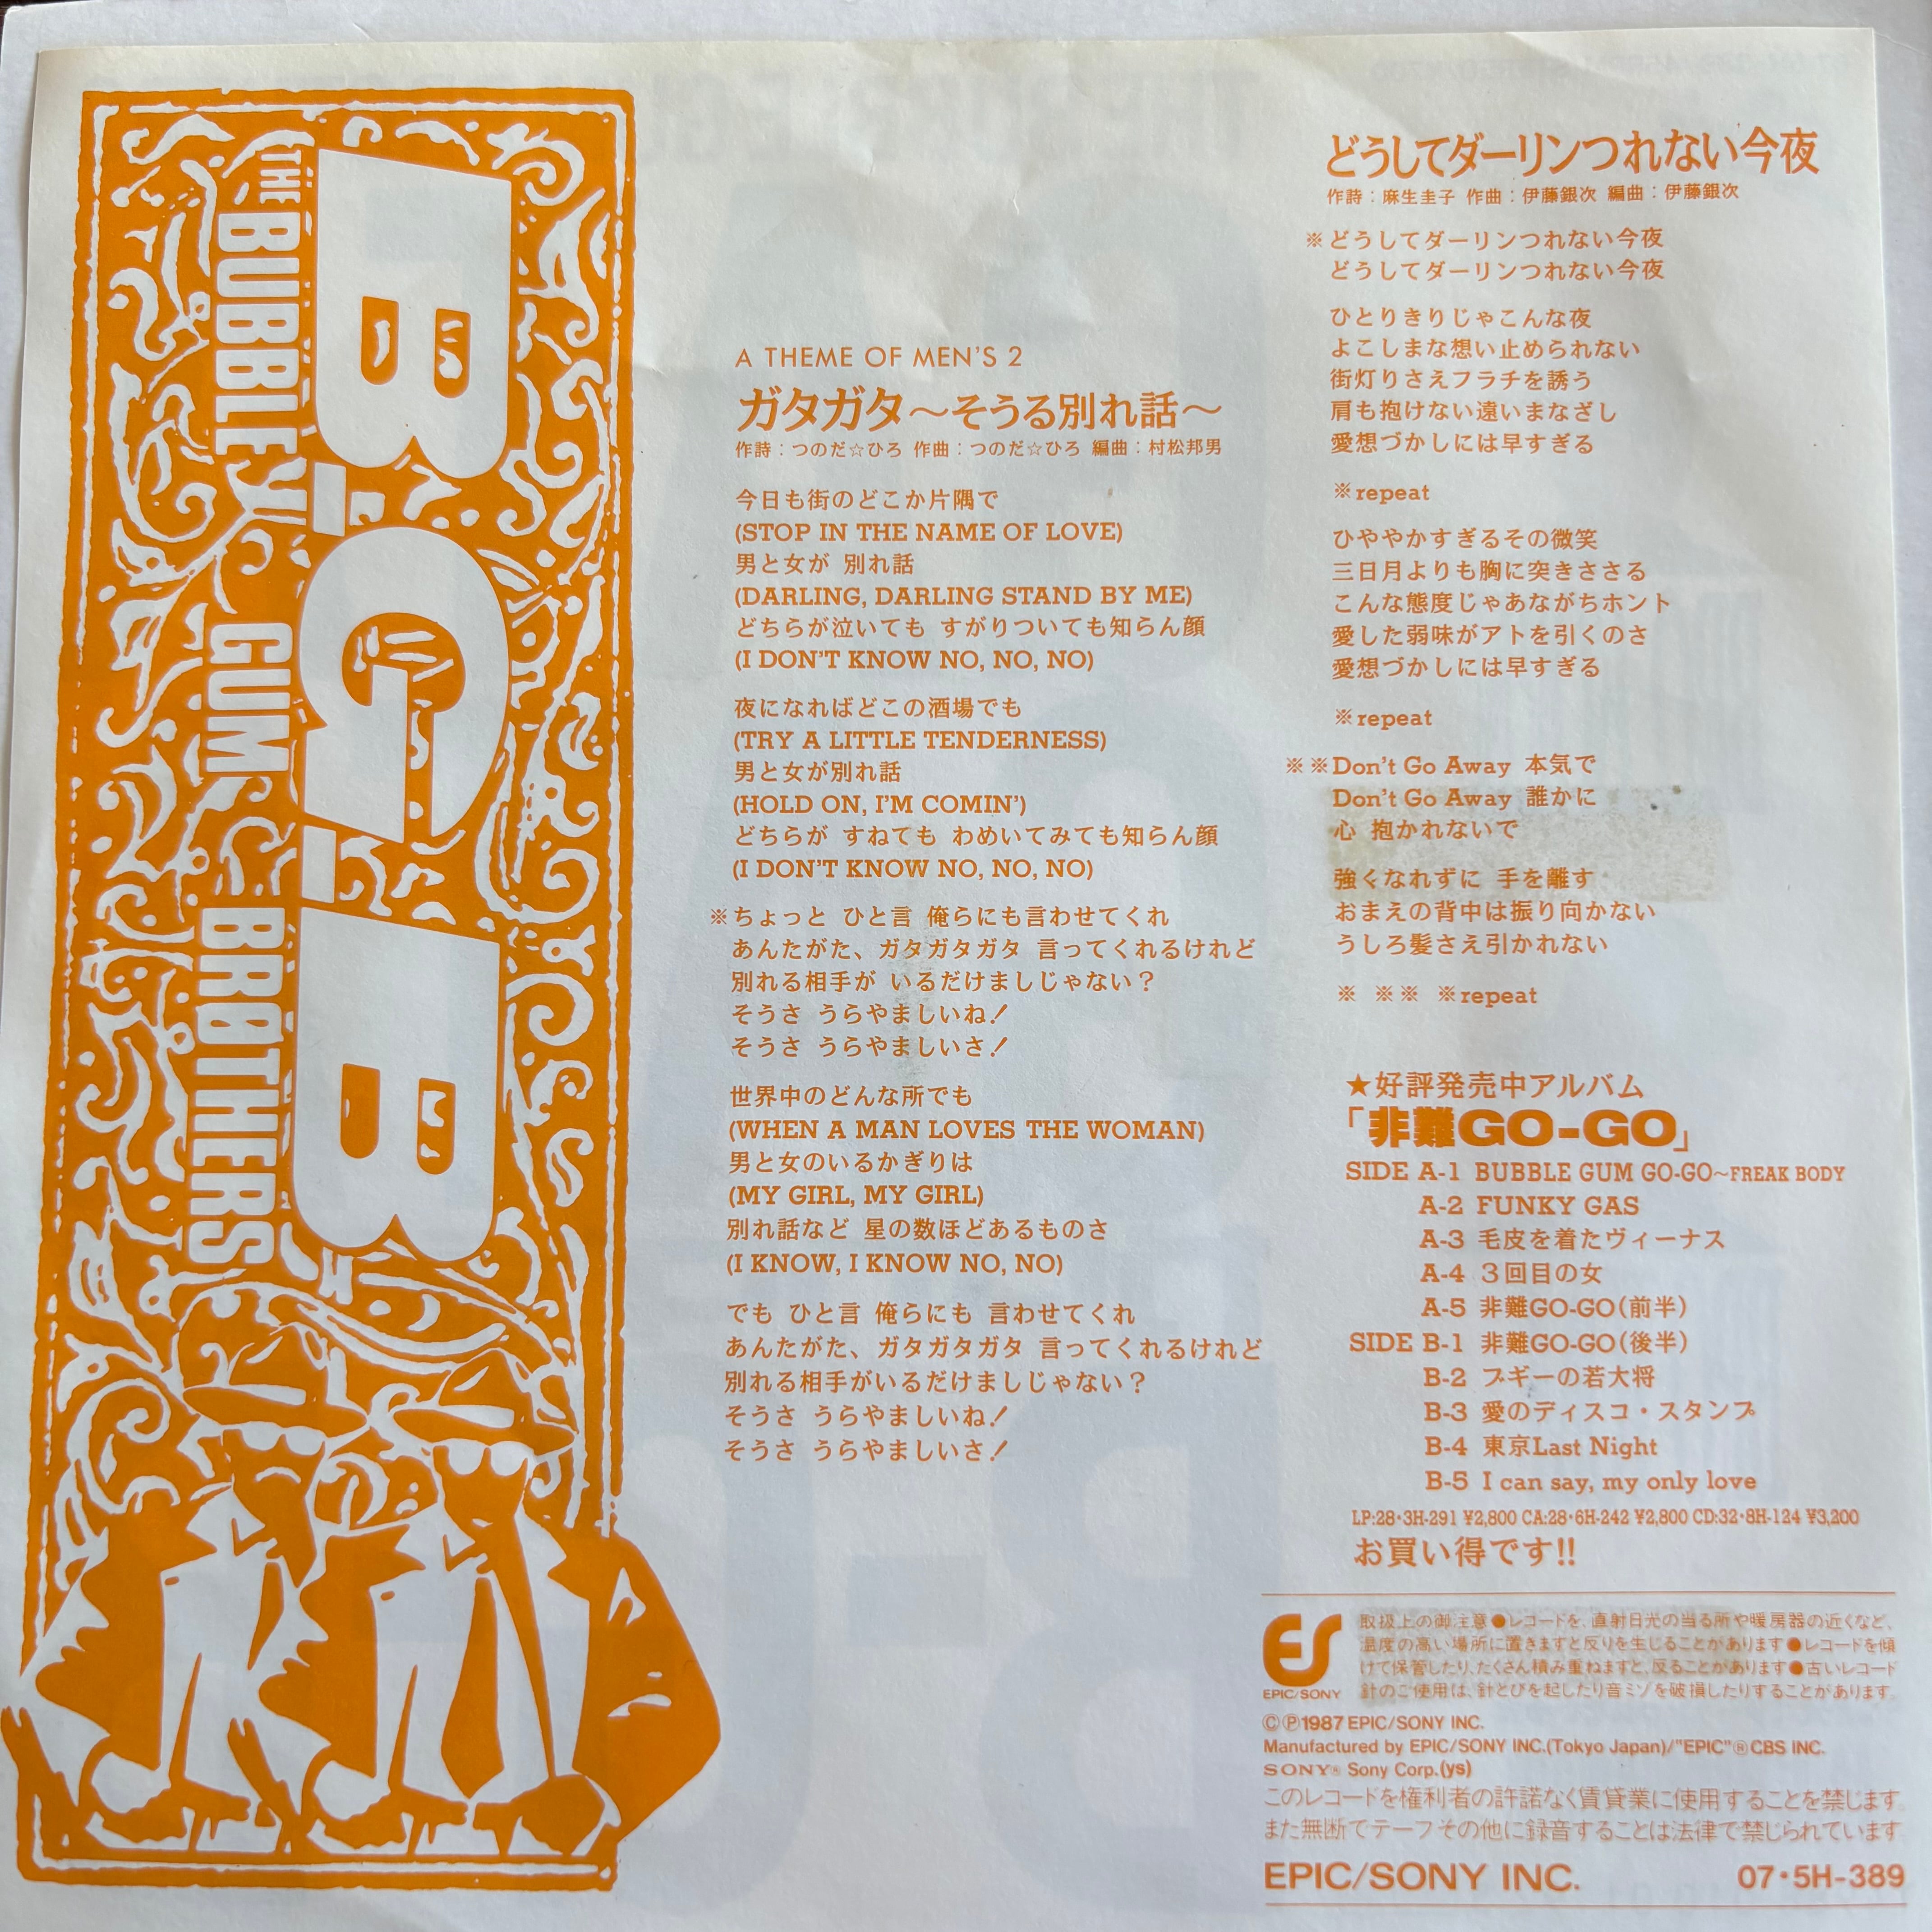 B·G·B
THE BUBBLE GUM BRØTHERS
A THEME OF MEN'S 2
ガタガタ〜そうる別れ話〜
作詩：つのだ☆ひろ 作曲：つのだ☆ひろ 編曲：村松邦男
今日も街のどこか片隅で
(STOP IN THE NAME OF LOVE)
男と女が 別れ話
(DARLING, DARLING STAND BY ME)
どちらが泣いても すがりついても知らん顔
(I DON'T KNOW NO, NO, NO)
夜になればどこの酒場でも
(TRY A LITTLE TENDERNESS)
男と女が別れ話
(HOLD ON, I'M COMIN')
どちらが すねても わめいてみても知らん顔
(I DON'T KNOW NO, NO, NO)
※ちょっと ひと言 俺らにも言わせてくれ
あんたがた、ガタガタガタ 言ってくれるけれど
別れる相手が いるだけましじゃない？
そうさ うらやましいね！
そうさ うらやましいさ！
世界中のどんな所でも
(WHEN A MAN LOVES THE WOMAN)
男と女のいるかぎりは
(MY GIRL, MY GIRL)
別れ話など 星の数ほどあるものさ
(I KNOW, I KNOW NO, NO)
でも ひと言 俺らにも 言わせてくれ
あんたがた、ガタガタガタ 言ってくれるけれど
別れる相手がいるだけましじゃない？
そうさ うらやましいね！
そうさ うらやましいさ！
どうしてダーリンつれない今夜
作詩：麻生圭子 作曲：伊藤銀次 編曲：伊藤銀次
※どうしてダーリンつれない今夜
どうしてダーリンつれない今夜
ひとりきりじゃこんな夜
よこしまな想い止められない
街灯りさえフラチを誘う
肩も抱けない遠いまなざし
愛想づかしには早すぎる
※repeat
ひややかすぎるその微笑
三日月よりも胸に突きささる
こんな態度じゃあながちホント
愛した弱味がアトを引くのさ
愛想づかしには早すぎる
※repeat
※※Don't Go Away 本気で
Don't Go Away 誰かに
心 抱かれないで
強くなれずに 手を離す
おまえの背中は振り向かない
うしろ髪さえ引かれない
※ ※※ ※repeat
★好評発売中アルバム
「非難GO-GO」
SIDE A-1 BUBBLE GUM GO-GO〜FREAK BODY
A-2 FUNKY GAS
A-3 毛皮を着たヴィーナス
A-4 3回目の女
A-5 非難GO-GO(前半)
SIDE B-1 非難GO-GO(後半)
B-2 ブギーの若大将
B-3 愛のディスコ・スタンプ
B-4 東京Last Night
B-5 I can say, my only love
LP:28・3H-291 ¥2,800 CA:28・6H-242 ¥2,800 CD:32・8H-124 ¥3,200
お買い得です!!
ES
EPIC/SONY
取扱上の御注意●レコードを、直射日光の当る所や暖房器の近くなど、
温度の高い場所に置きますと反りを生じることがあります●レコードを傾
けて保管したり、たくさん積み重ねますと、反ることがあります●古いレコード
針のご使用は、針とびを起したり音ミゾを破損したりすることがあります。
©Ⓟ1987 EPIC/SONY INC.
Manufactured by EPIC/SONY INC.(Tokyo Japan)/"EPIC"®CBS INC.
SONY® Sony Corp.(ys)
このレコードを権利者の許諾なく賃貸業に使用することを禁じます。
また無断でテープその他に録音することは法律で禁じられています。
EPIC/SONY INC.
07・5H-389